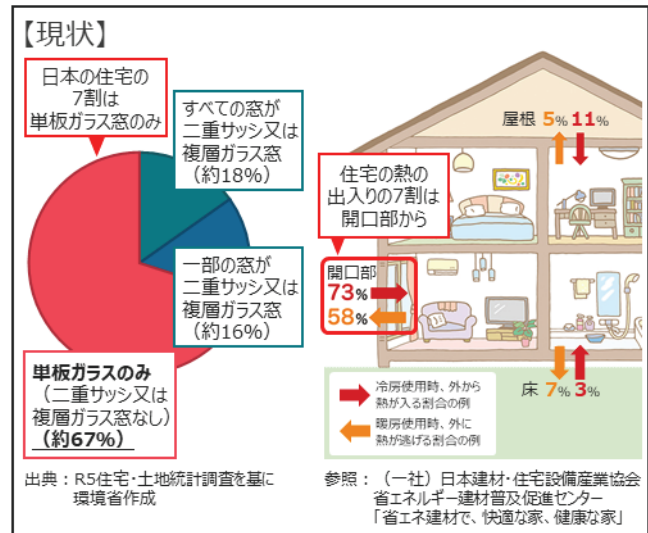 【現状】
日本の住宅の
7割は
単板ガラス窓のみ
すべての窓が
二重サッシ又は
複層ガラス窓
（約18%）
一部の窓が
二重サッシ又は
複層ガラス窓
（約16%）
単板ガラスのみ
（二重サッシ又は
複層ガラス窓なし）
（約67%）
出典：R5住宅・土地統計調査を基に
環境省作成
屋根 5% 11%
住宅の熱の
出入りの7割は
開口部から
開口部
73%
58%
床 7% 3%
冷房使用時、外から
熱が入る割合の例
暖房使用時、外に
熱が逃げる割合の例
参照：（一社）日本建材・住宅設備産業協会
省エネルギー建材普及促進センター
「省エネ建材で、快適な家、健康な家」